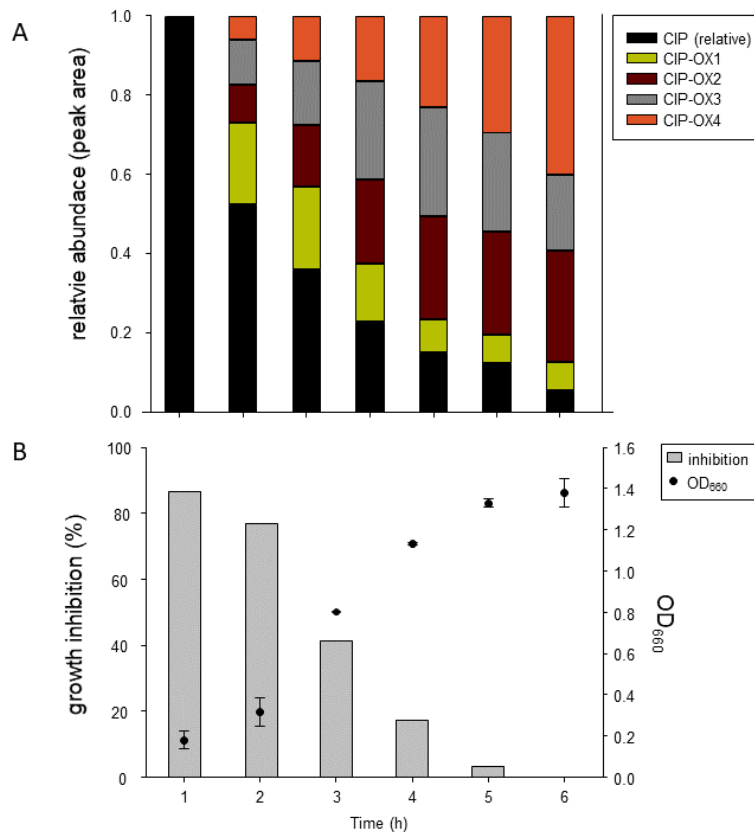 A
relatvie abundace (peak area)
1.0
0.8
0.6
0.4
0.2
0.0
CIP (relative)
CIP-OX1
CIP-OX2
CIP-OX3
CIP-OX4
B
growth inhibition (%)
100
80
60
40
20
0
1.6
1.4
1.2
1.0
0.8
0.6
0.4
0.2
0.0
OD660
inhibition
OD660
1 2 3 4 5 6
Time (h)